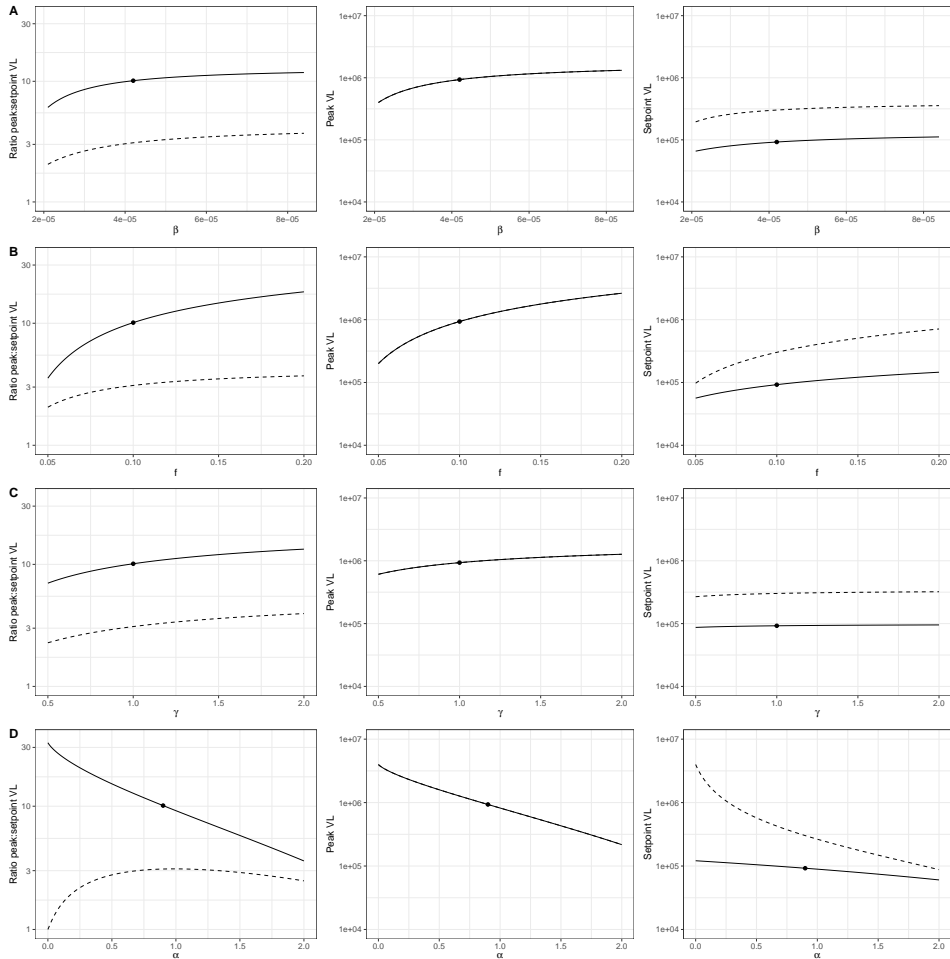 A
Ratio peak:setpoint VL
30
10
3
1
2e−05
4e−05
6e−05
8e−05
β
Peak VL
1e+07
1e+06
1e+05
1e+04
2e−05
4e−05
6e−05
8e−05
β
Setpoint VL
1e+07
1e+06
1e+05
1e+04
2e−05
4e−05
6e−05
8e−05
β
B
Ratio peak:setpoint VL
30
10
3
1
0.05
0.10
0.15
0.20
f
Peak VL
1e+07
1e+06
1e+05
1e+04
0.05
0.10
0.15
0.20
f
Setpoint VL
1e+07
1e+06
1e+05
1e+04
0.05
0.10
0.15
0.20
f
C
Ratio peak:setpoint VL
30
10
3
1
0.5
1.0
1.5
2.0
γ
Peak VL
1e+07
1e+06
1e+05
1e+04
0.5
1.0
1.5
2.0
γ
Setpoint VL
1e+07
1e+06
1e+05
1e+04
0.5
1.0
1.5
2.0
γ
D
Ratio peak:setpoint VL
30
10
3
1
0.0
0.5
1.0
1.5
2.0
α
Peak VL
1e+07
1e+06
1e+05
1e+04
0.0
0.5
1.0
1.5
2.0
α
Setpoint VL
1e+07
1e+06
1e+05
1e+04
0.0
0.5
1.0
1.5
2.0
α